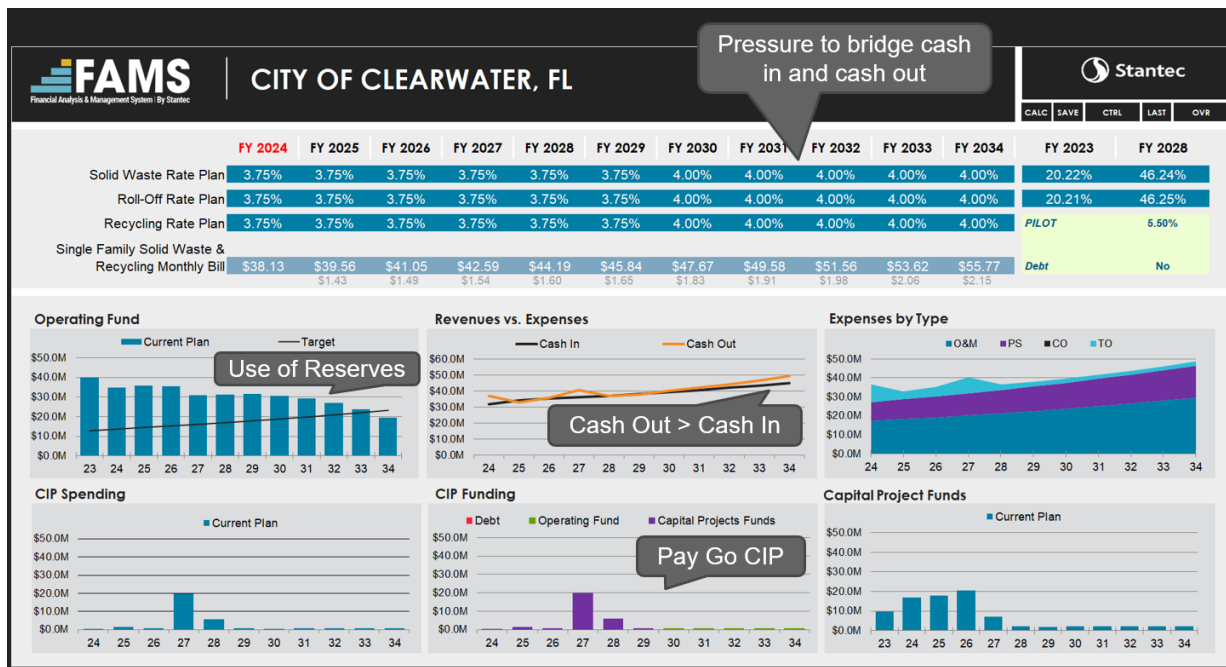 Pressure to bridge cash
in and cash out
FAMS
Financial Analysis & Management System | By Stantec
CITY OF CLEARWATER, FL
Stantec
CALC SAVE CTRL LAST OVR
FY 2024 FY 2025 FY 2026 FY 2027 FY 2028 FY 2029 FY 2030 FY 2031 FY 2032 FY 2033 FY 2034 FY 2023 FY 2028
Solid Waste Rate Plan 3.75% 3.75% 3.75% 3.75% 3.75% 3.75% 4.00% 4.00% 4.00% 4.00% 4.00% 20.22% 46.24%
Roll-Off Rate Plan 3.75% 3.75% 3.75% 3.75% 3.75% 3.75% 4.00% 4.00% 4.00% 4.00% 4.00% 20.21% 46.25%
Recycling Rate Plan 3.75% 3.75% 3.75% 3.75% 3.75% 3.75% 4.00% 4.00% 4.00% 4.00% 4.00% PILOT 5.50%
Single Family Solid Waste &
Recycling Monthly Bill $38.13 $39.56 $41.05 $42.59 $44.19 $45.84 $47.67 $49.58 $51.56 $53.62 $55.77 Debt No
$1.43 $1.49 $1.54 $1.60 $1.65 $1.83 $1.91 $1.98 $2.06 $2.15
Operating Fund
Current Plan Target
Use of Reserves
$50.0M
$40.0M
$30.0M
$20.0M
$10.0M
$0.0M
23 24 25 26 27 28 29 30 31 32 33 34
Revenues vs. Expenses
Cash In Cash Out
$60.0M
$50.0M
$40.0M
$30.0M
$20.0M
$10.0M
$0.0M
Cash Out > Cash In
24 25 26 27 28 29 30 31 32 33 34
Expenses by Type
O&M PS CO TO
$50.0M
$40.0M
$30.0M
$20.0M
$10.0M
$0.0M
24 25 26 27 28 29 30 31 32 33 34
CIP Spending
Current Plan
$50.0M
$40.0M
$30.0M
$20.0M
$10.0M
$0.0M
24 25 26 27 28 29 30 31 32 33 34
CIP Funding
Debt Operating Fund Capital Projects Funds
Pay Go CIP
$50.0M
$40.0M
$30.0M
$20.0M
$10.0M
$0.0M
24 25 26 27 28 29 30 31 32 33 34
Capital Project Funds
Current Plan
$50.0M
$40.0M
$30.0M
$20.0M
$10.0M
$0.0M
23 24 25 26 27 28 29 30 31 32 33 34